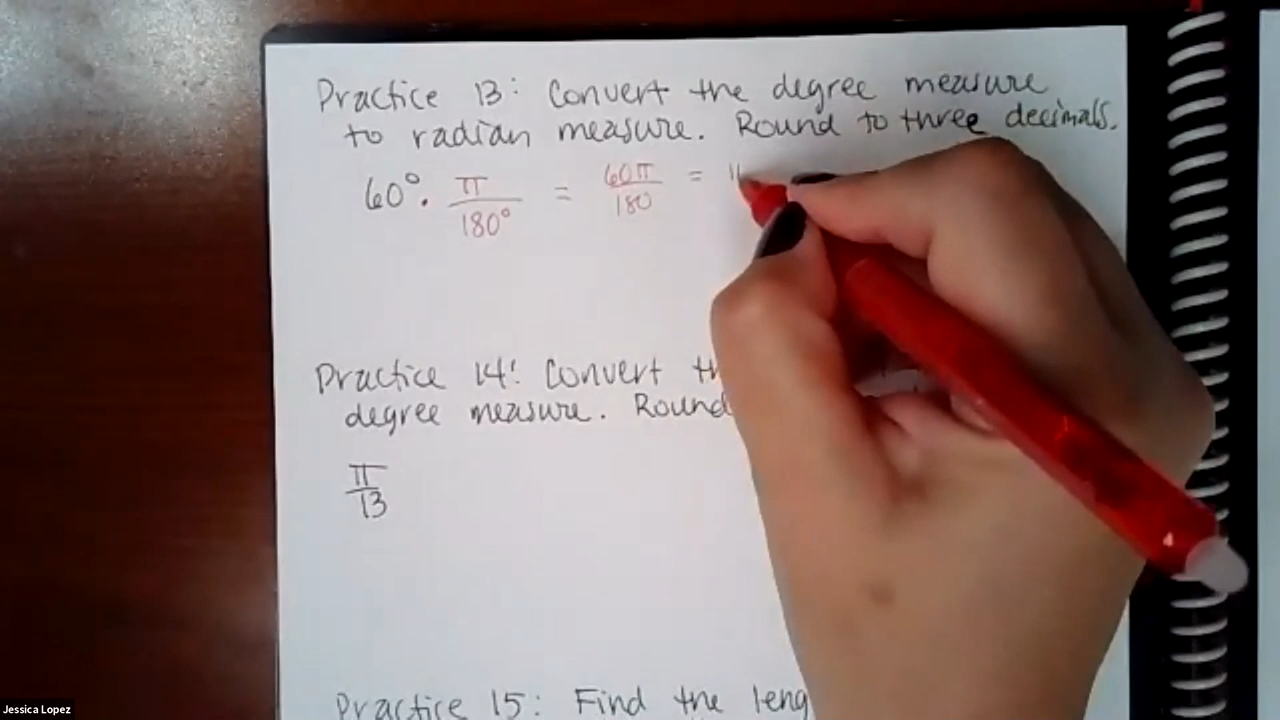 Practice 13: Convert the degree measure
to radian measure. Round to three decimals.
60° · π/180° = 60π/180 =
Practice 14: Convert
degree measure. Round
π/13
Practice 15: Find the
Jessica Lopez